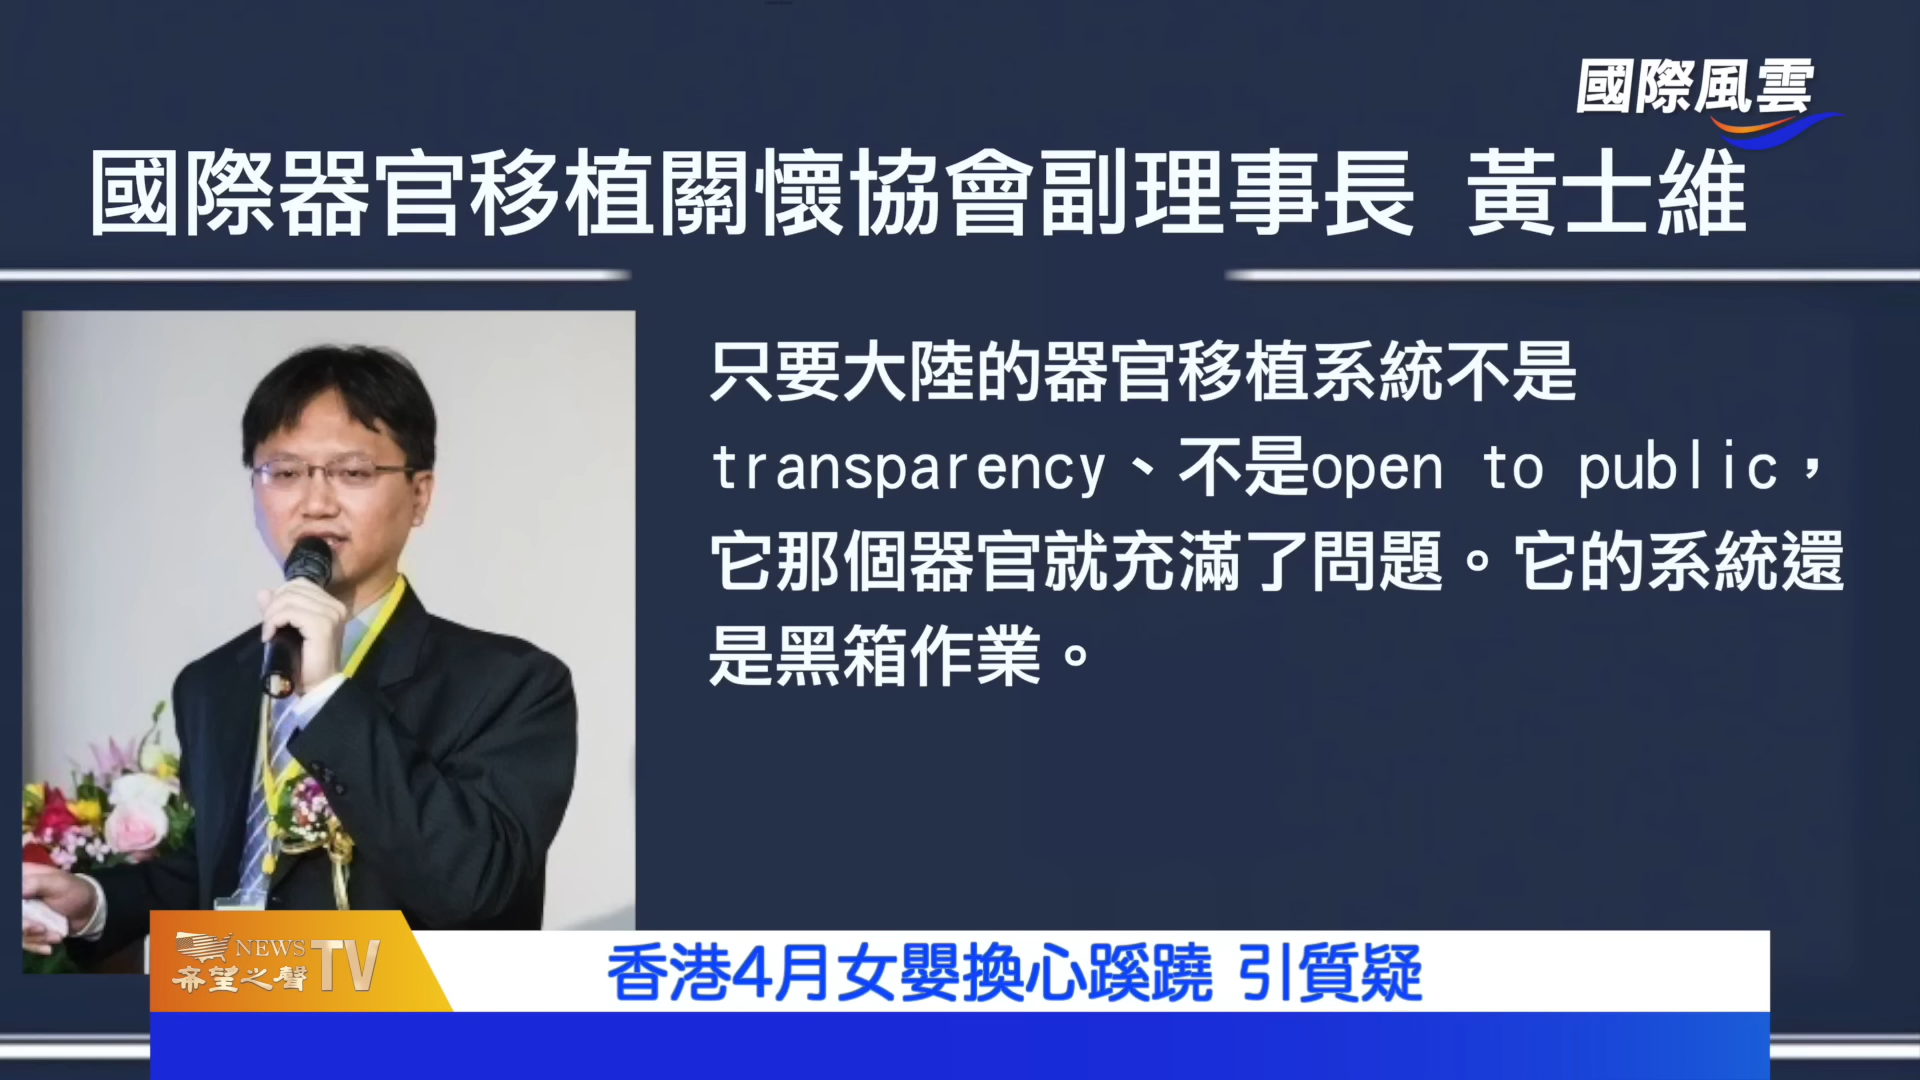 國際風雲
國際器官移植關懷協會副理事長 黃士維
只要大陸的器官移植系統不是
transparency、不是open to public，
它那個器官就充滿了問題。它的系統還
是黑箱作業。
NEWS
希望之聲 TV
香港4月女嬰換心蹊蹺 引質疑